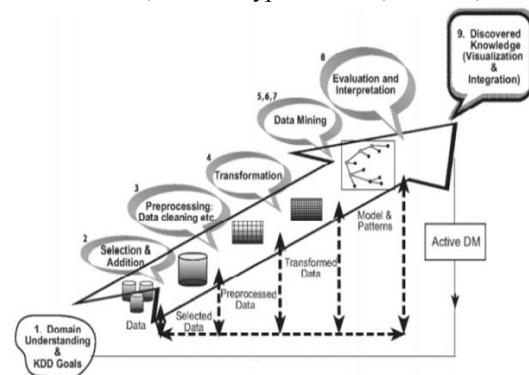 9. Discovered
Knowledge
(Visualization
&
Integration)
8
Evaluation and
Interpretation
5,6,7
Data Mining
4
Transformation
3
Preprocessing:
Data cleaning etc.
2
Selection &
Addition
Model &
Patterns
Transformed
Data
Preprocessed
Data
Selected
Data
Data
Active DM
1. Domain
Understanding
&
KDD Goals